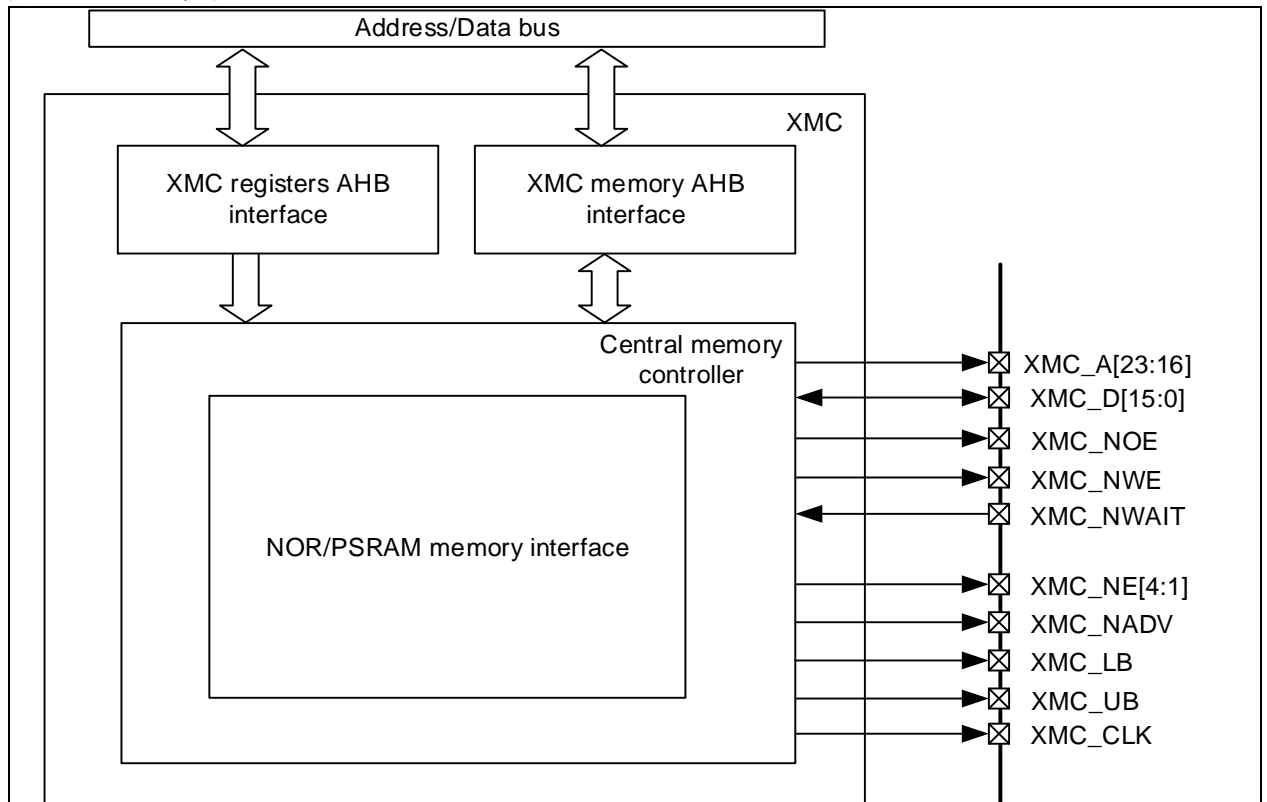 Address/Data bus
XMC
XMC registers AHB
interface
XMC memory AHB
interface
Central memory
controller
NOR/PSRAM memory interface
XMC_A[23:16]
XMC_D[15:0]
XMC_NOE
XMC_NWE
XMC_NWAIT
XMC_NE[4:1]
XMC_NADV
XMC_LB
XMC_UB
XMC_CLK